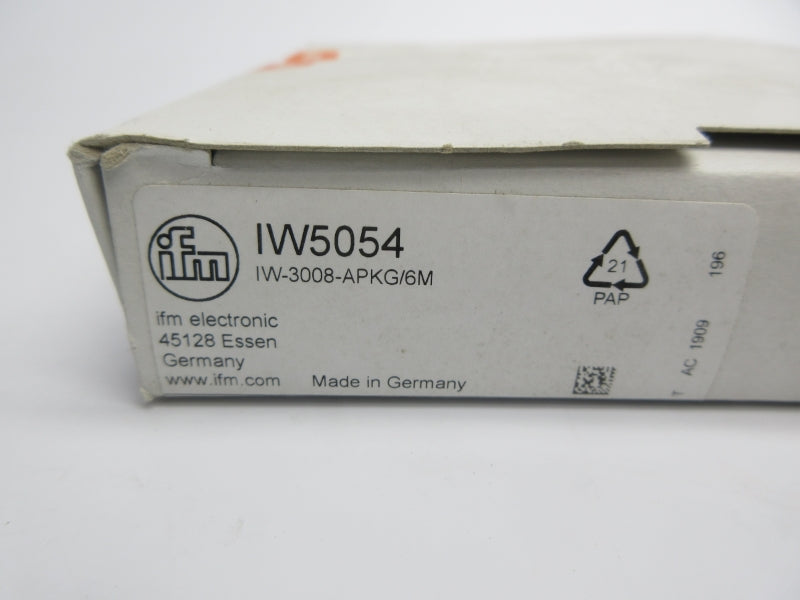 ifm
IW5054
IW-3008-APKG/6M
ifm electronic
45128 Essen
Germany
www.ifm.com
Made in Germany
21
PAP
T AC 1909 196